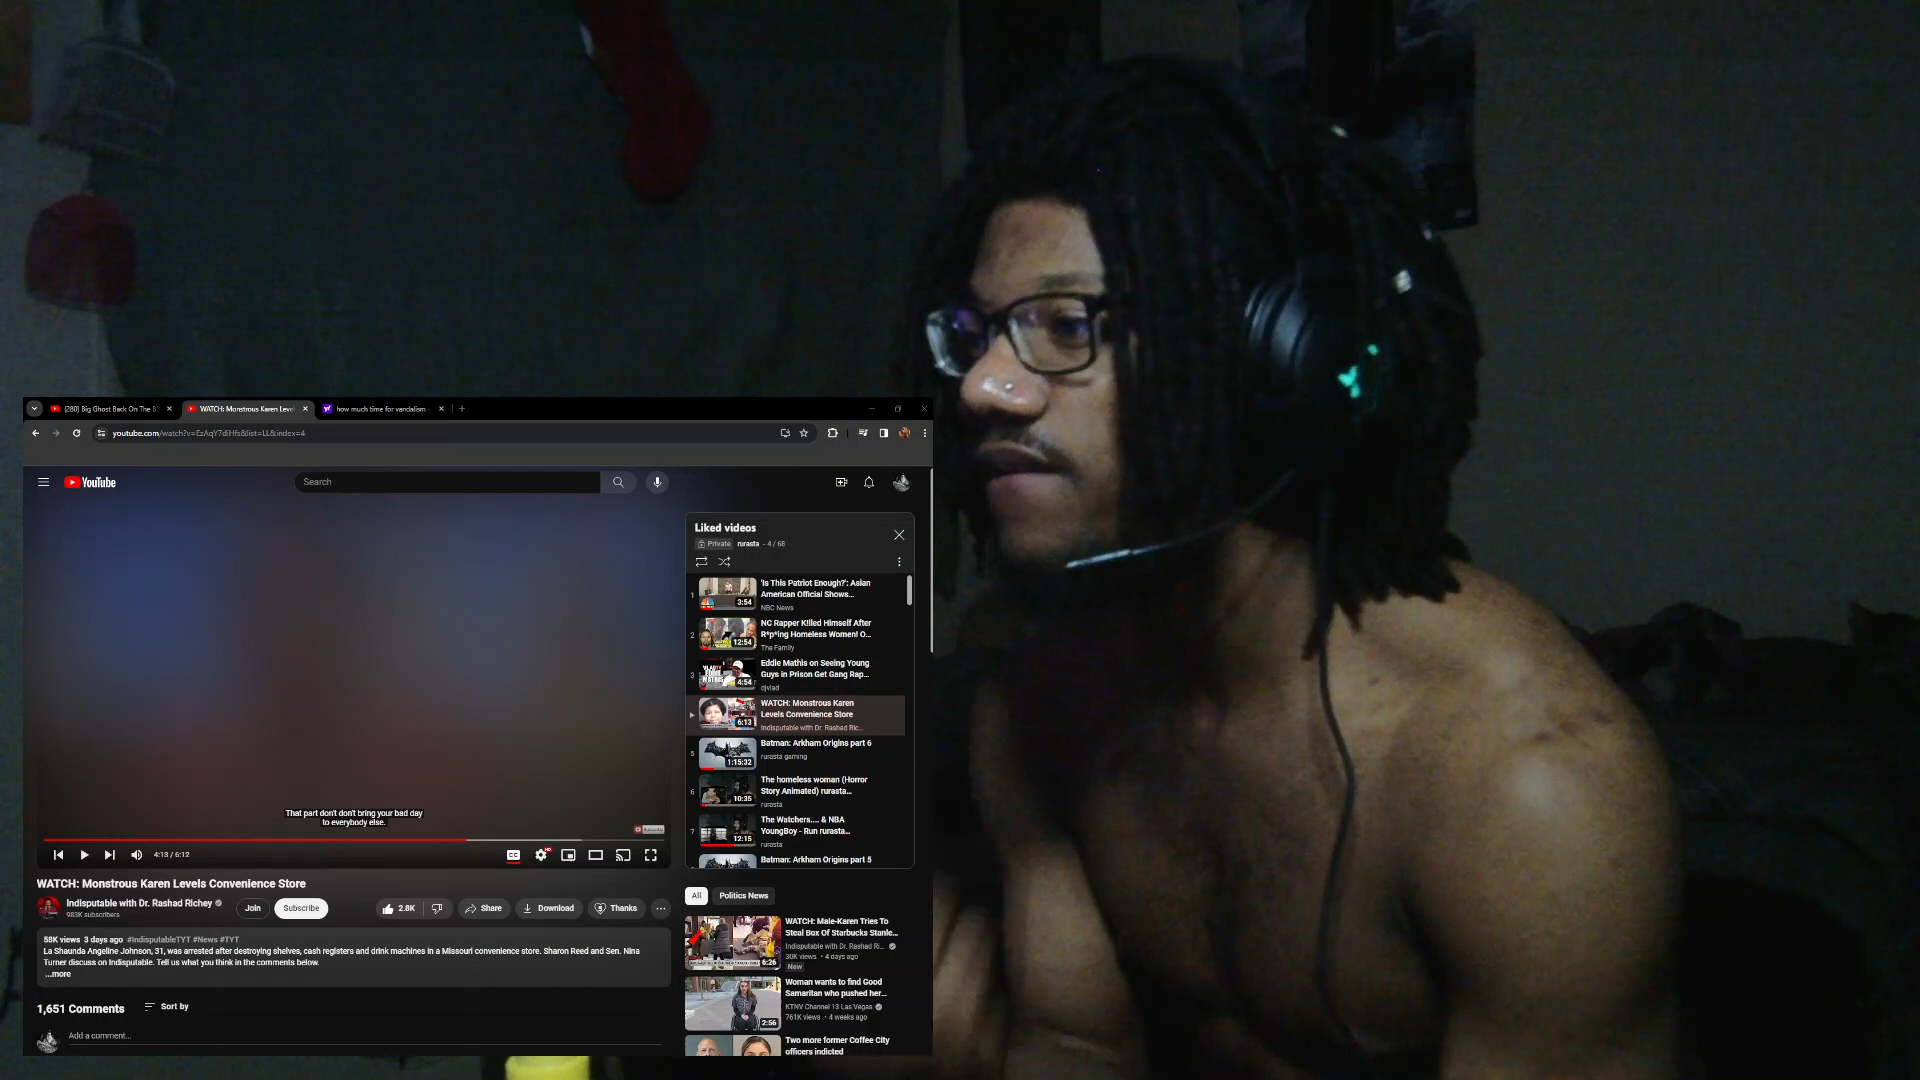 [280] Big Ghost Back On The B
WATCH: Monstrous Karen Leve
how much time for vandalism
youtube.com/watch?v=EzAqY7diHfs&list=LL&index=4
YouTube
Search
That part don't don't bring your bad day
to everybody else.
4:13 / 6:12
CC
HD
WATCH: Monstrous Karen Levels Convenience Store
Indisputable with Dr. Rashad Richey
983K subscribers
Join
Subscribe
2.8K
Share
Download
Thanks
58K views 3 days ago #IndisputableTYT #News #TYT
La Shaunda Angeline Johnson, 31, was arrested after destroying shelves, cash registers and drink machines in a Missouri convenience store. Sharon Reed and Sen. Nina
Turner discuss on Indisputable. Tell us what you think in the comments below.
...more
1,651 Comments
Sort by
Add a comment...
Liked videos
Private rurasta - 4 / 68
1
3:54
'Is This Patriot Enough?': Asian
American Official Shows...
NBC News
2
12:54
NC Rapper K!lled Himself After
R*p*ing Homeless Women! O...
The Family
3
4:54
Eddie Mathis on Seeing Young
Guys in Prison Get Gang Rap...
djvlad
6:13
WATCH: Monstrous Karen
Levels Convenience Store
Indisputable with Dr. Rashad Ric...
5
1:15:32
Batman: Arkham Origins part 6
rurasta gaming
6
10:35
The homeless woman (Horror
Story Animated) rurasta...
rurasta
7
12:15
The Watchers.... & NBA
YoungBoy - Run rurasta...
rurasta
Batman: Arkham Origins part 5
All
Politics News
6:26
WATCH: Male-Karen Tries To
Steal Box Of Starbucks Stanle...
Indisputable with Dr. Rashad Ri...
30K views • 4 days ago
New
2:56
Woman wants to find Good
Samaritan who pushed her...
KTNV Channel 13 Las Vegas
761K views • 4 weeks ago
Two more former Coffee City
officers indicted